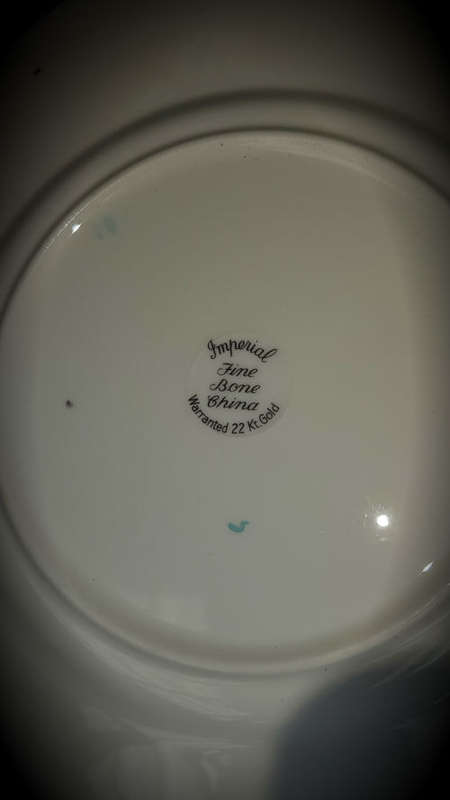 Imperial
Fine
Bone
China
Warranted 22 Kt. Gold